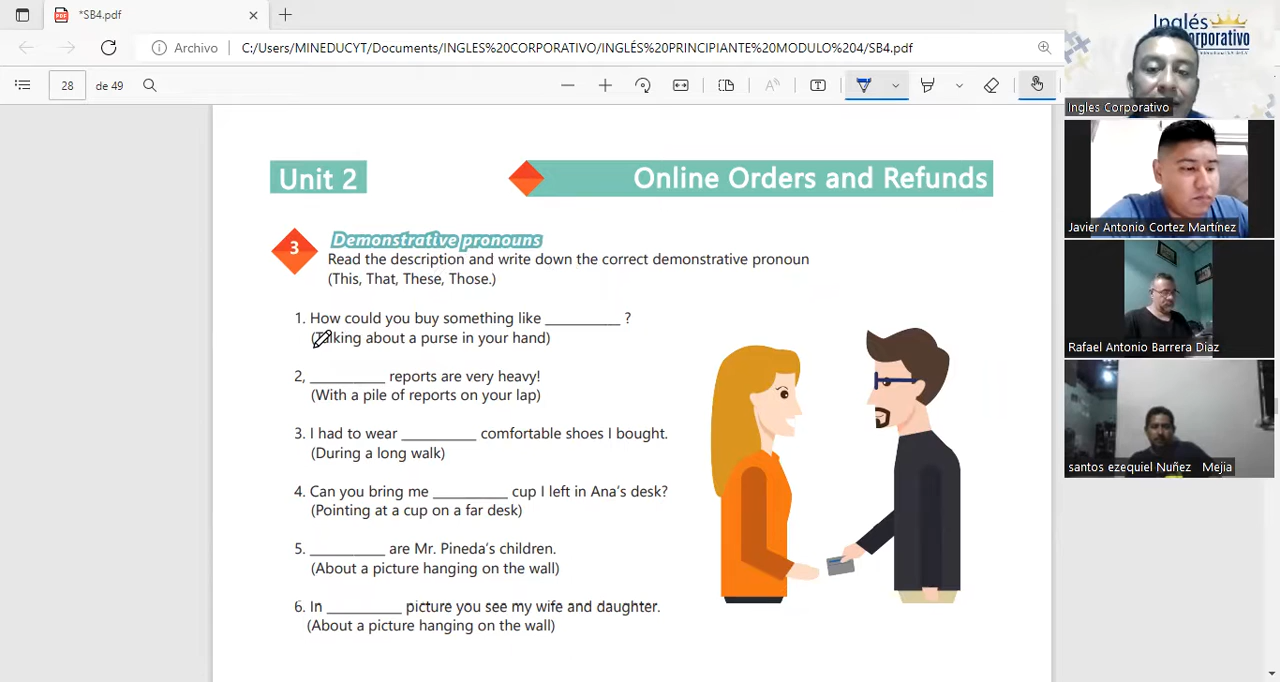 *SB4.pdf
Archivo
C:/Users/MINEDUCYT/Documents/INGLES%20CORPORATIVO/INGLÉS%20PRINCIPIANTE%20MODULO%204/SB4.pdf
28 de 49
Unit 2
Online Orders and Refunds
3
Demonstrative pronouns
Read the description and write down the correct demonstrative pronoun
(This, That, These, Those.)
1. How could you buy something like __________ ?
(Talking about a purse in your hand)
2, __________ reports are very heavy!
(With a pile of reports on your lap)
3. I had to wear __________ comfortable shoes I bought.
(During a long walk)
4. Can you bring me __________ cup I left in Ana's desk?
(Pointing at a cup on a far desk)
5. __________ are Mr. Pineda's children.
(About a picture hanging on the wall)
6. In __________ picture you see my wife and daughter.
(About a picture hanging on the wall)
Inglés
Corporativo
Ingles Corporativo
Javier Antonio Cortez Martínez
Rafael Antonio Barrera Diaz
santos ezequiel Nuñez Mejia